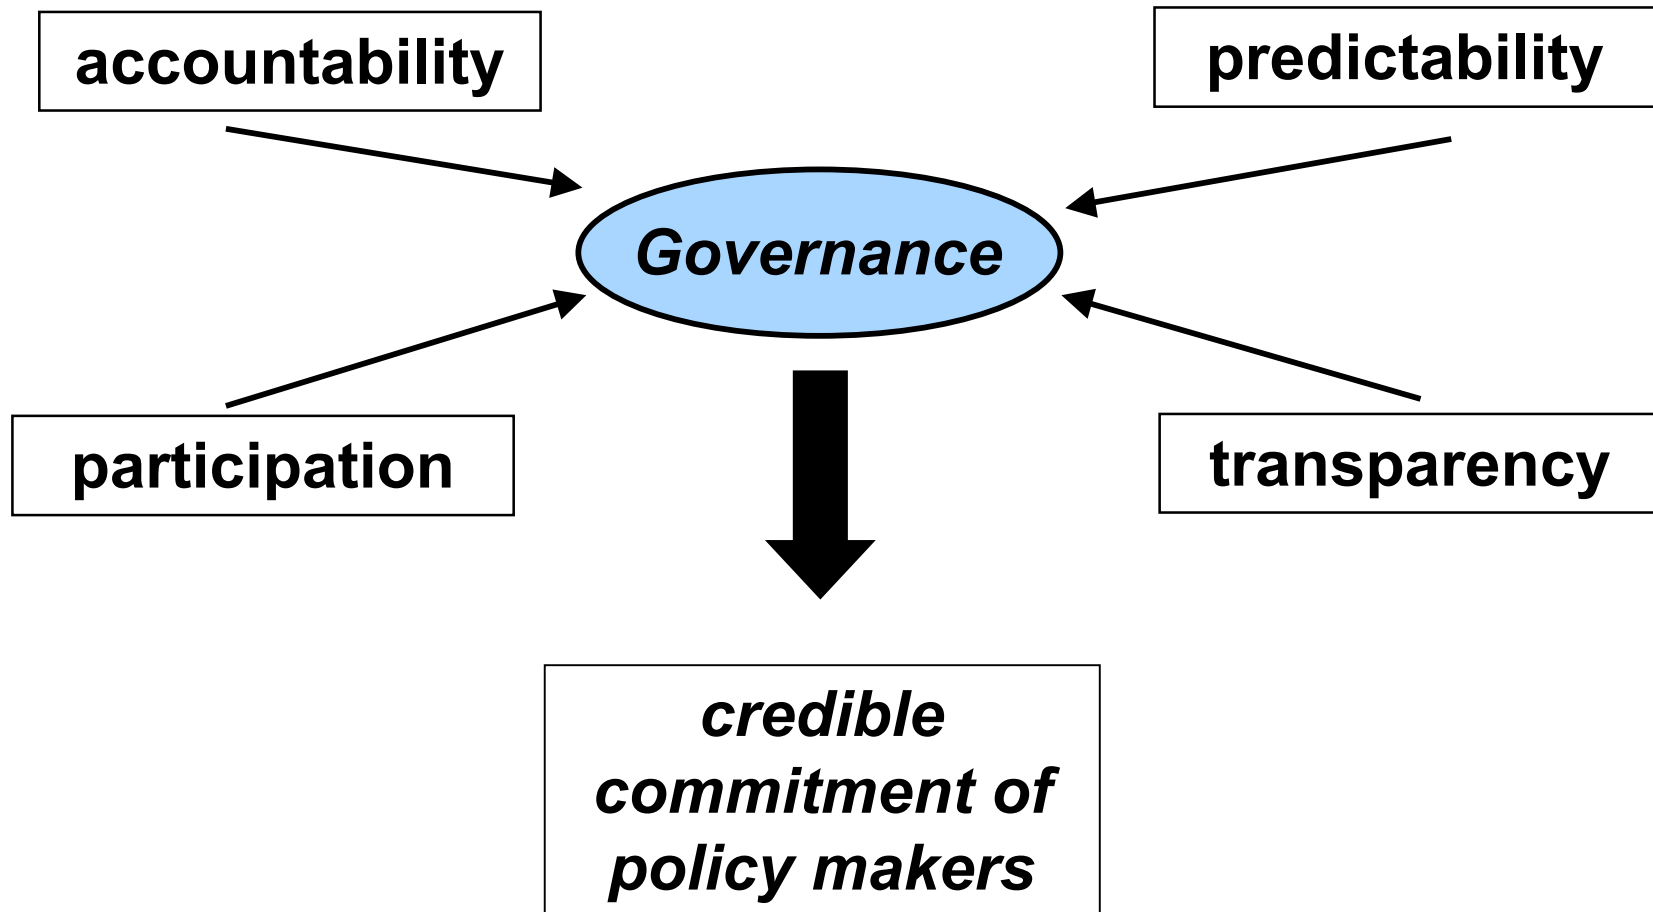 accountability
predictability
Governance
participation
transparency
credible
commitment of
policy makers